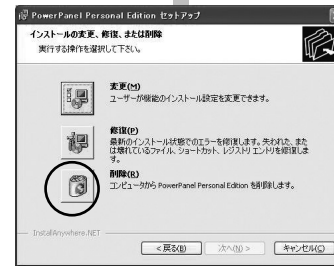 PowerPanel Personal Edition セットアップ
インストールの変更、修復、または削除
実行する操作を選択して下さい。
変更(M)
ユーザーが機能のインストール設定を変更できます。
修復(P)
最新のインストール状態でのエラーを修復します。失われた、また
は壊れているファイル、ショートカット、レジストリ エントリを修復しま
す。
削除(R)
コンピュータから PowerPanel Personal Edition を削除します。
InstallAnywhere.NET
< 戻る(B)
次へ(N) >
キャンセル(C)